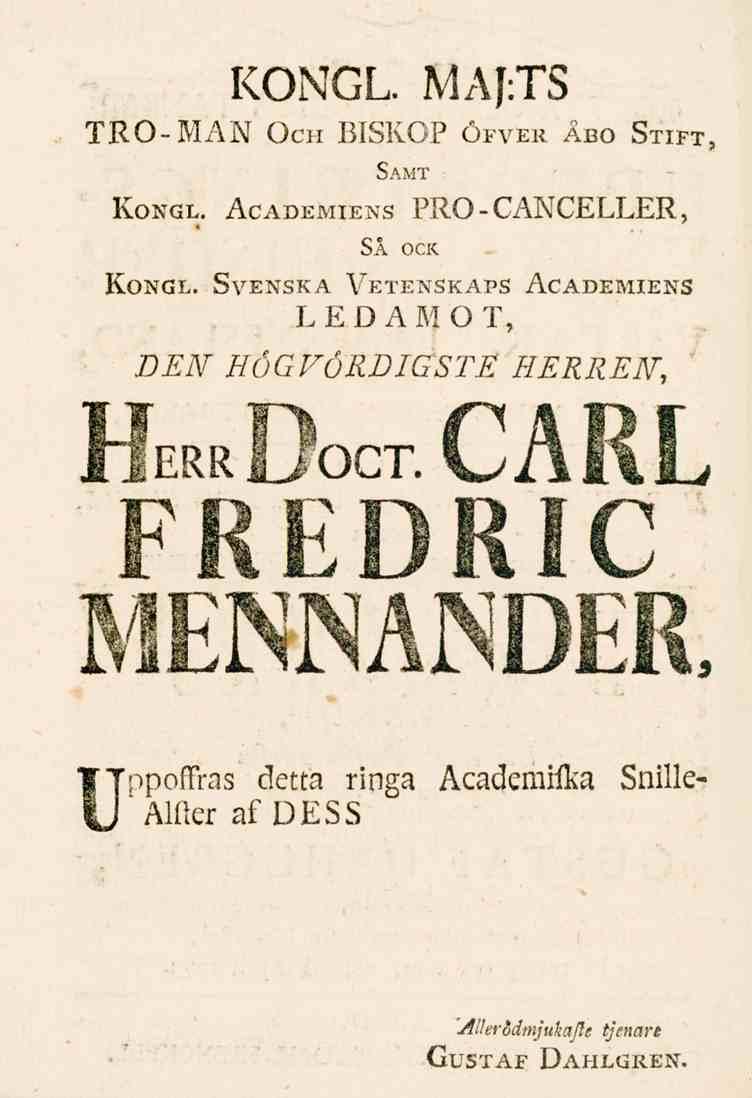 KONGL. MAJ:TS
TRO-MAN OCH BISKOP ÖFVER ÅBO STIFT,
SAMT
KONGL. ACADEMIENS PRO-CANCELLER,
SÅ OCK
KONGL. SVENSKA VETENSKAPS ACADEMIENS
LEDAMOT,
DEN HÖGVÖRDIGSTE HERREN,
HERR DOCT. CARL
FREDRIC
MENNANDER,
Uppoffras detta ringa Academiſka Snille-
Alſter af DESS
Allerödmjukaſte tjenare
GUSTAF DAHLGREN.